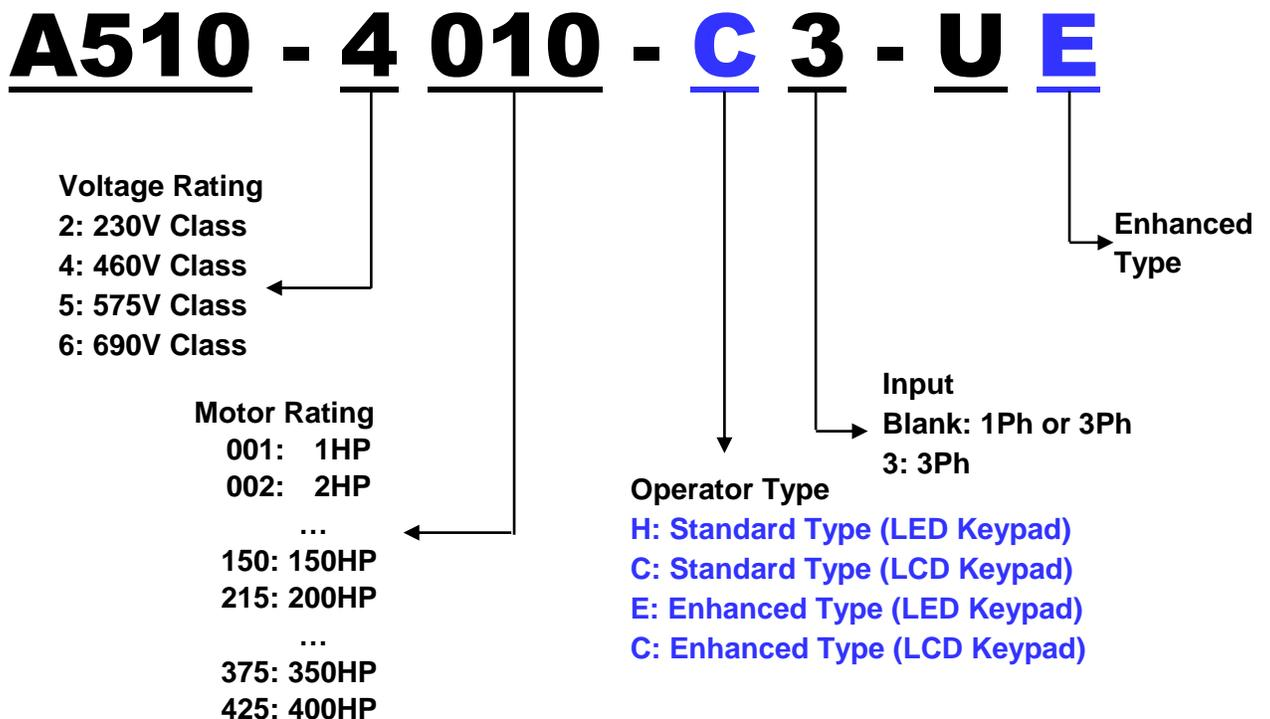 A510 - 4 010 - C 3 - U E
Voltage Rating
2: 230V Class
4: 460V Class
5: 575V Class
6: 690V Class
Motor Rating
001: 1HP
002: 2HP
...
150: 150HP
215: 200HP
...
375: 350HP
425: 400HP
Operator Type
H: Standard Type (LED Keypad)
C: Standard Type (LCD Keypad)
E: Enhanced Type (LED Keypad)
C: Enhanced Type (LCD Keypad)
Input
Blank: 1Ph or 3Ph
3: 3Ph
Enhanced
Type